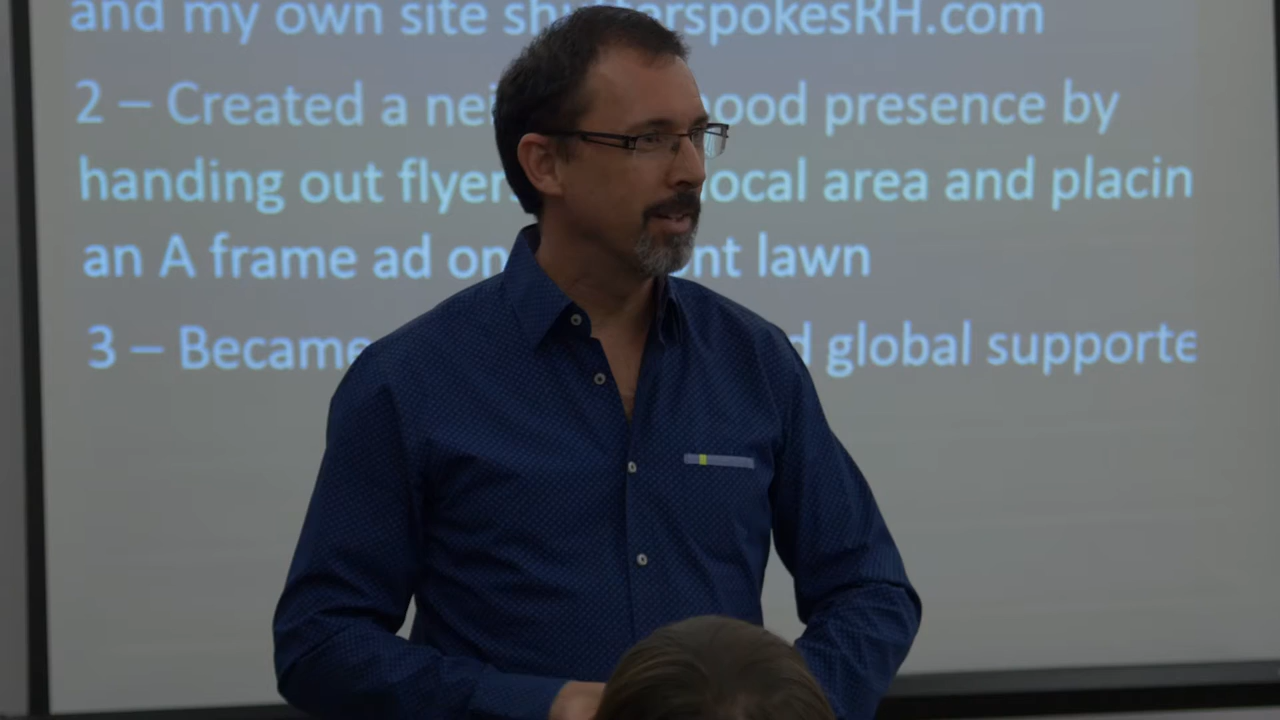 and my own site sh erspokesRH.com
2 – Created a nei ood presence by
handing out flyer ocal area and placin
an A frame ad on nt lawn
3 – Became d global supporte